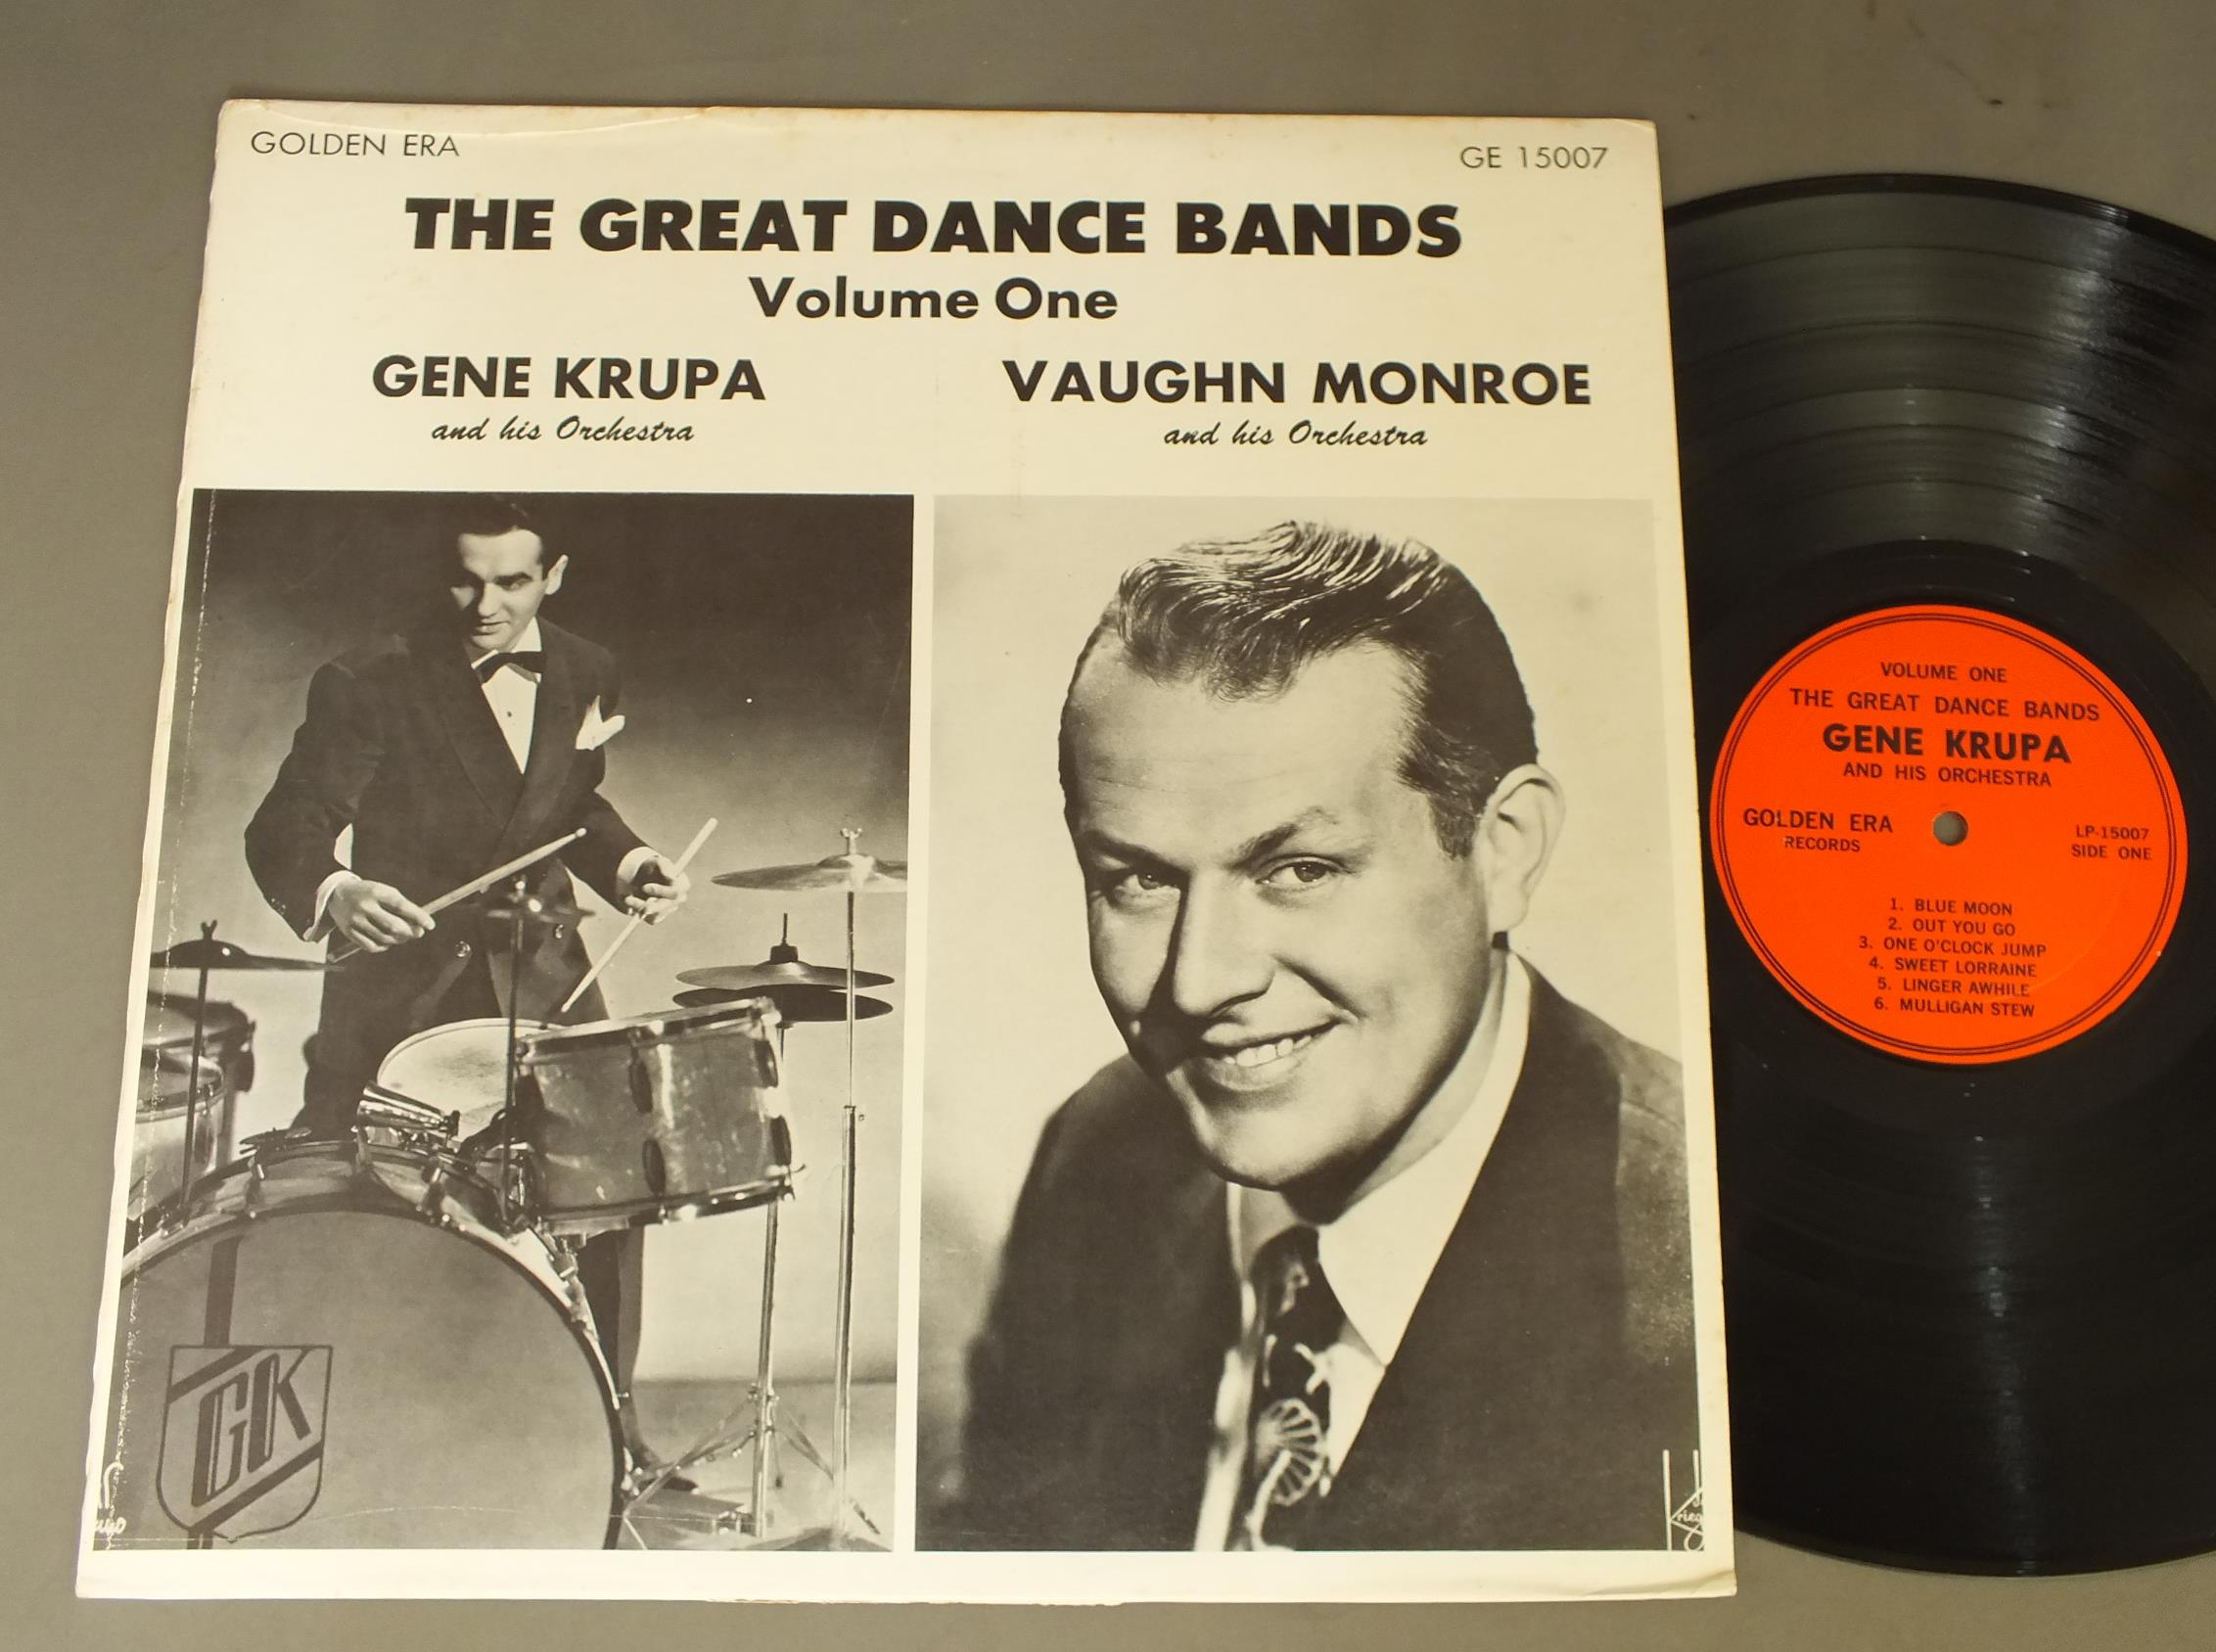 GOLDEN ERA
GE 15007
THE GREAT DANCE BANDS
Volume One
GENE KRUPA
and his Orchestra
VAUGHN MONROE
and his Orchestra
GK
VOLUME ONE
THE GREAT DANCE BANDS
GENE KRUPA
AND HIS ORCHESTRA
GOLDEN ERA
RECORDS
LP-15007
SIDE ONE
1. BLUE MOON
2. OUT YOU GO
3. ONE O'CLOCK JUMP
4. SWEET LORRAINE
5. LINGER AWHILE
6. MULLIGAN STEW